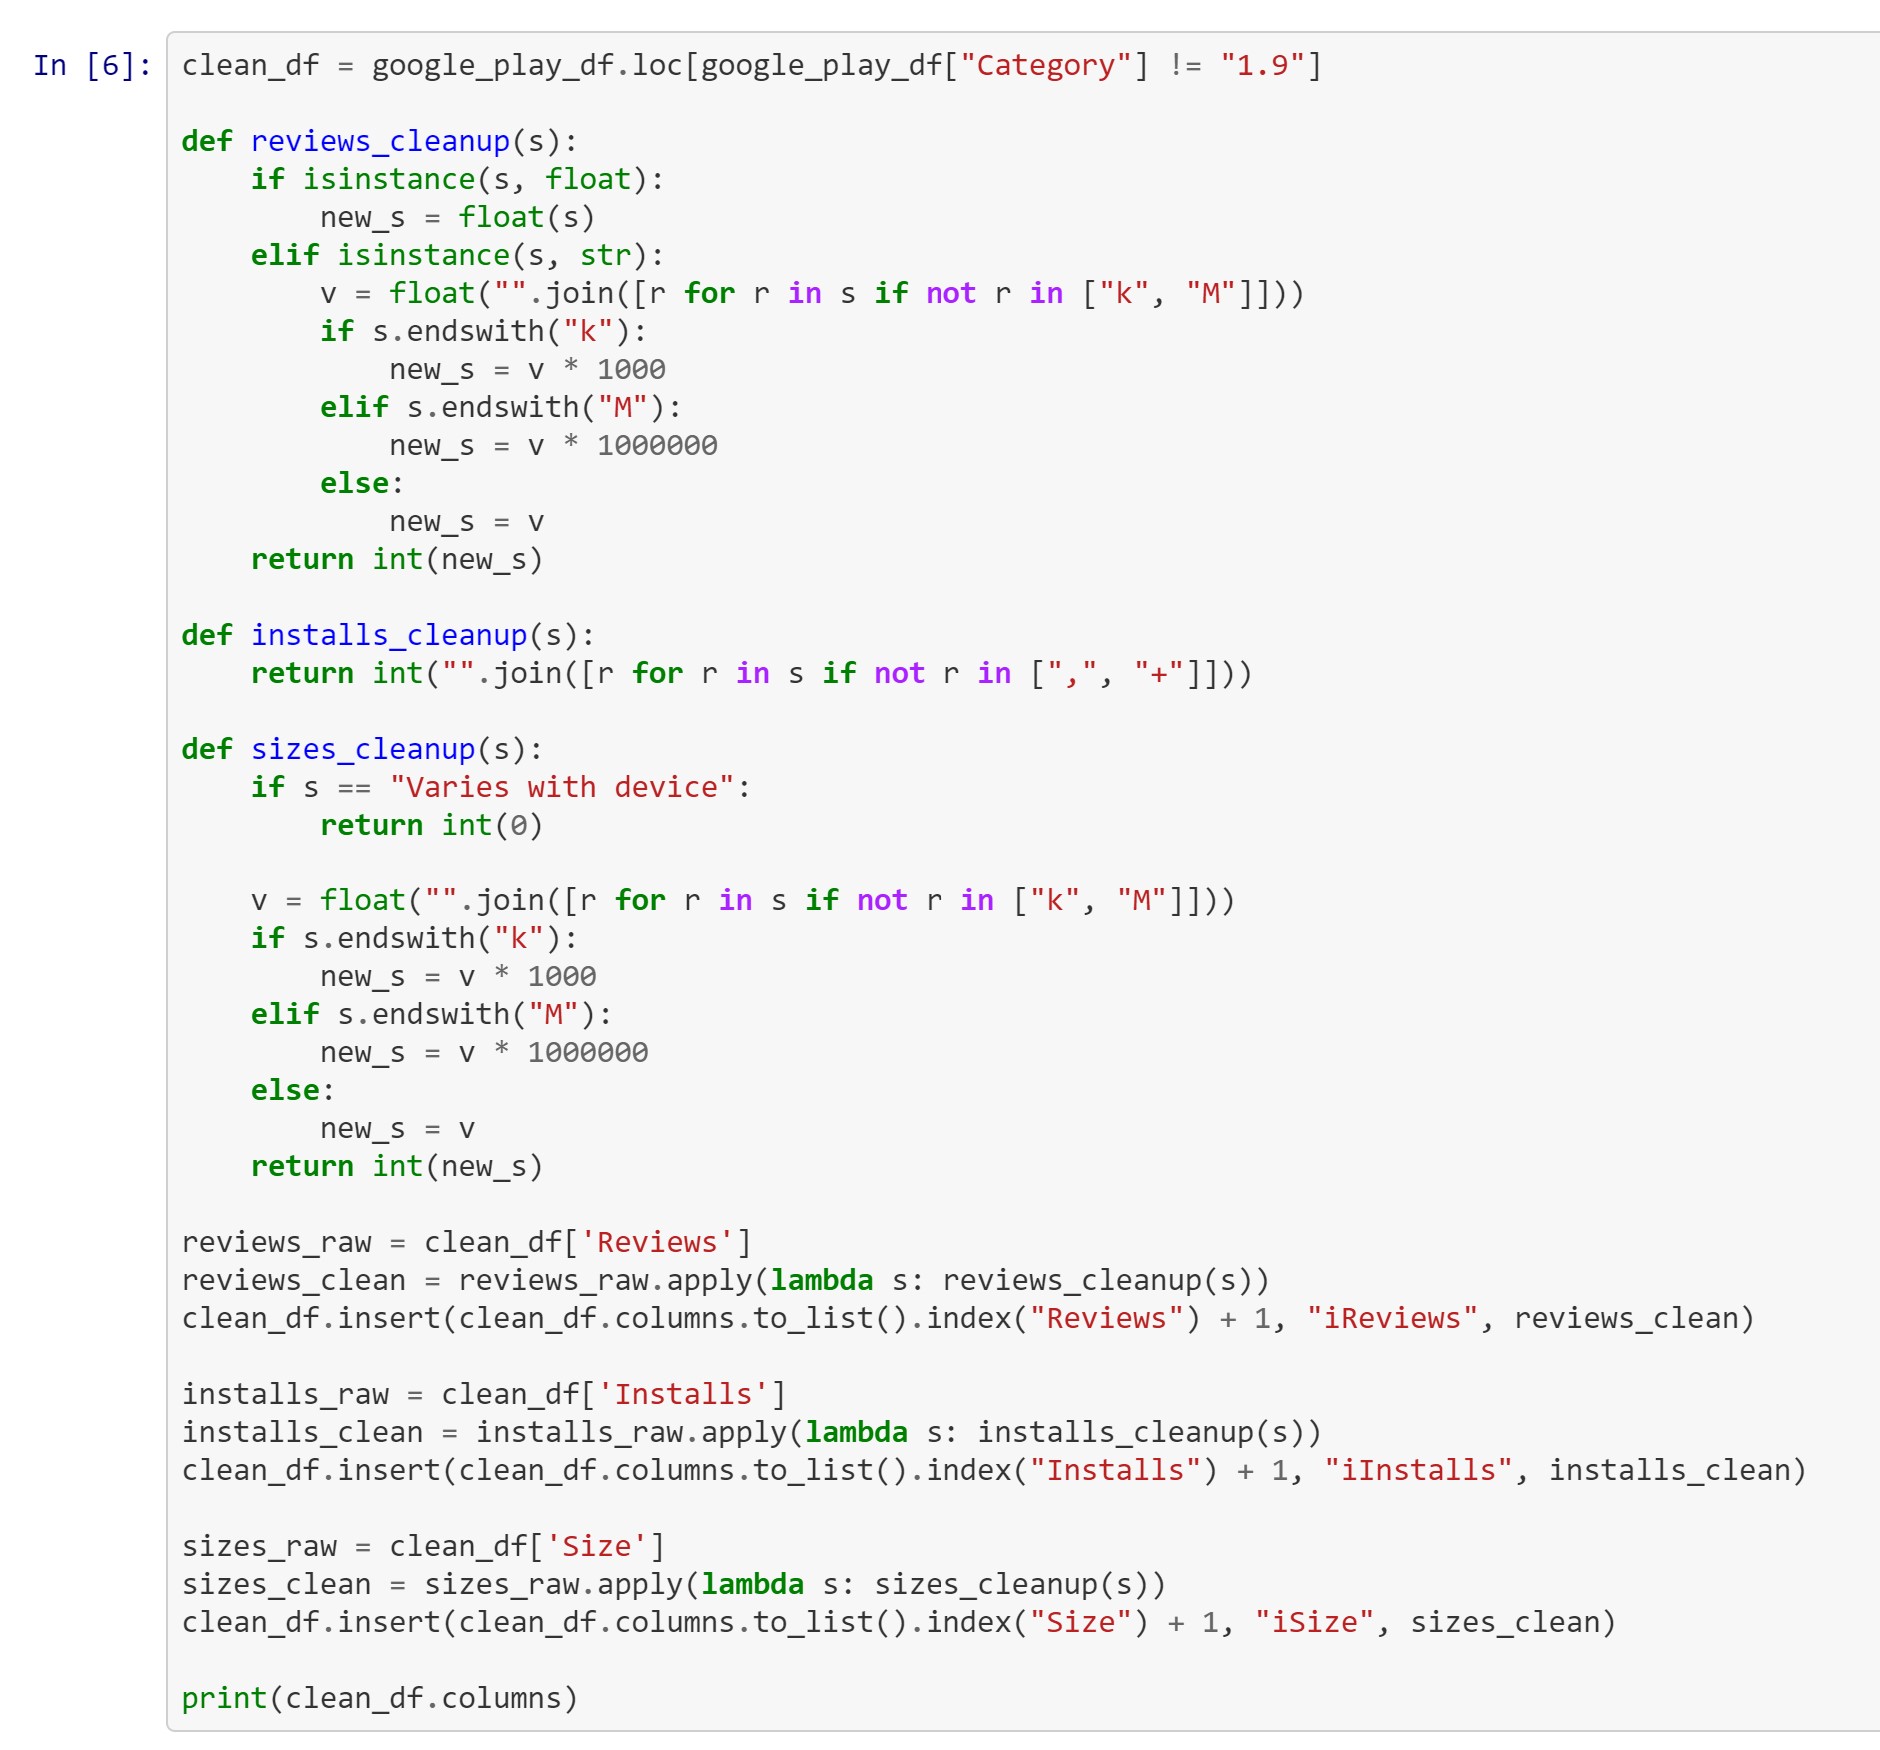 In [6]: clean_df = google_play_df.loc[google_play_df["Category"] != "1.9"]

def reviews_cleanup(s):
    if isinstance(s, float):
        new_s = float(s)
    elif isinstance(s, str):
        v = float("".join([r for r in s if not r in ["k", "M"]]))
        if s.endswith("k"):
            new_s = v * 1000
        elif s.endswith("M"):
            new_s = v * 1000000
        else:
            new_s = v
    return int(new_s)

def installs_cleanup(s):
    return int("".join([r for r in s if not r in [",", "+"]]))

def sizes_cleanup(s):
    if s == "Varies with device":
        return int(0)

    v = float("".join([r for r in s if not r in ["k", "M"]]))
    if s.endswith("k"):
        new_s = v * 1000
    elif s.endswith("M"):
        new_s = v * 1000000
    else:
        new_s = v
    return int(new_s)

reviews_raw = clean_df['Reviews']
reviews_clean = reviews_raw.apply(lambda s: reviews_cleanup(s))
clean_df.insert(clean_df.columns.to_list().index("Reviews") + 1, "iReviews", reviews_clean)

installs_raw = clean_df['Installs']
installs_clean = installs_raw.apply(lambda s: installs_cleanup(s))
clean_df.insert(clean_df.columns.to_list().index("Installs") + 1, "iInstalls", installs_clean)

sizes_raw = clean_df['Size']
sizes_clean = sizes_raw.apply(lambda s: sizes_cleanup(s))
clean_df.insert(clean_df.columns.to_list().index("Size") + 1, "iSize", sizes_clean)

print(clean_df.columns)